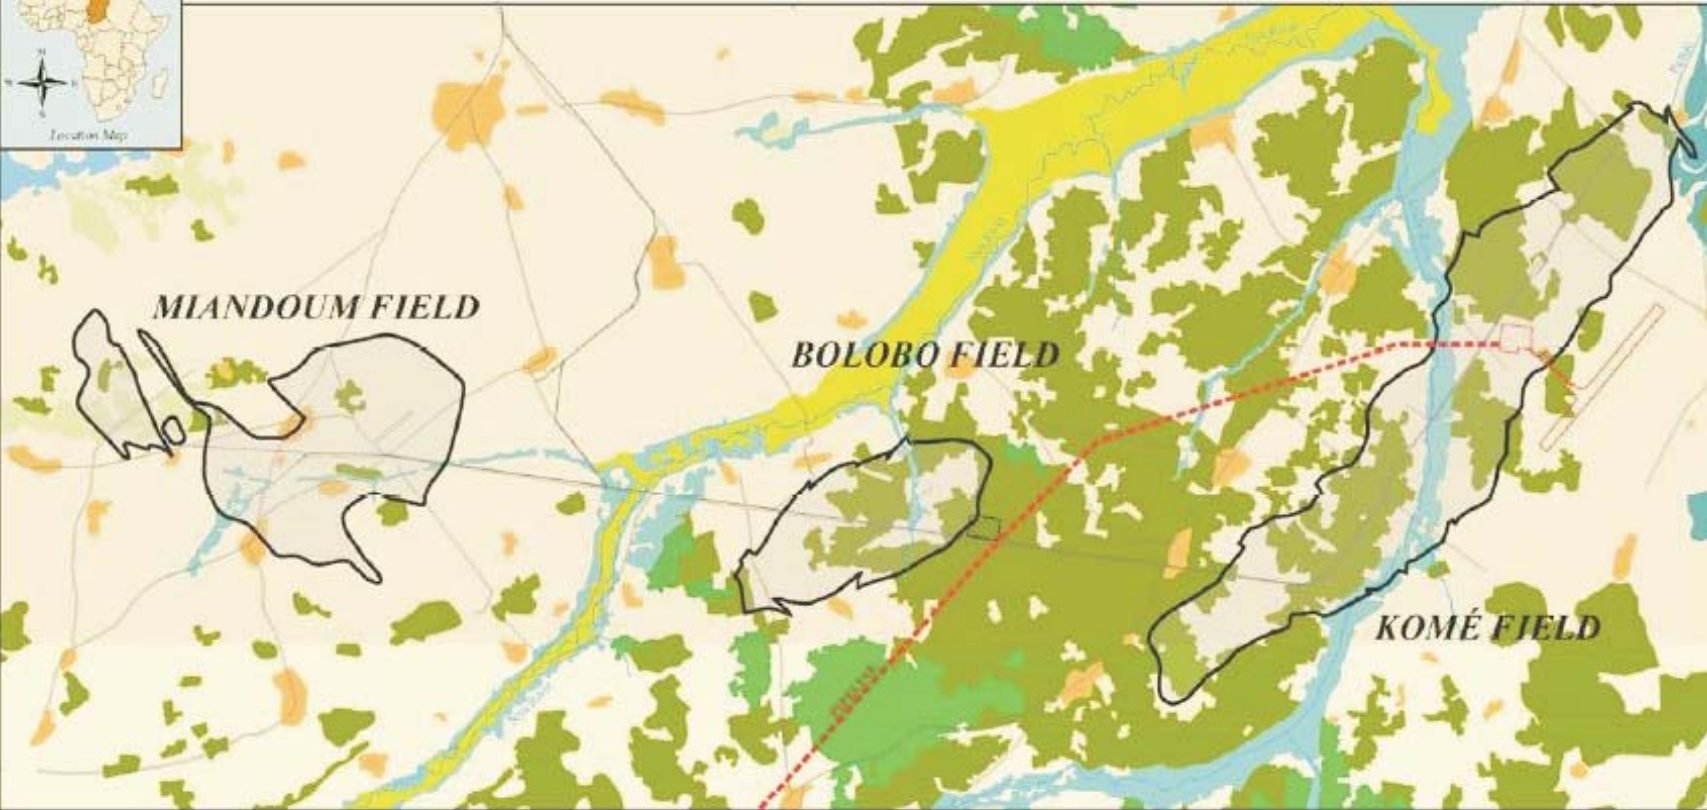 N
Location Map
MIANDOUM FIELD
BOLOBO FIELD
KOMÉ FIELD